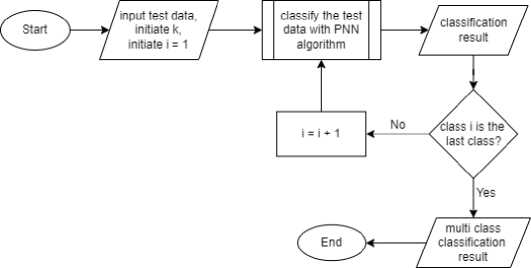 Start
input test data,
initiate k,
initiate i = 1
classify the test
data with PNN
algorithm
classification
result
i = i + 1
No
class i is the
last class?
Yes
End
multi class
classification
result